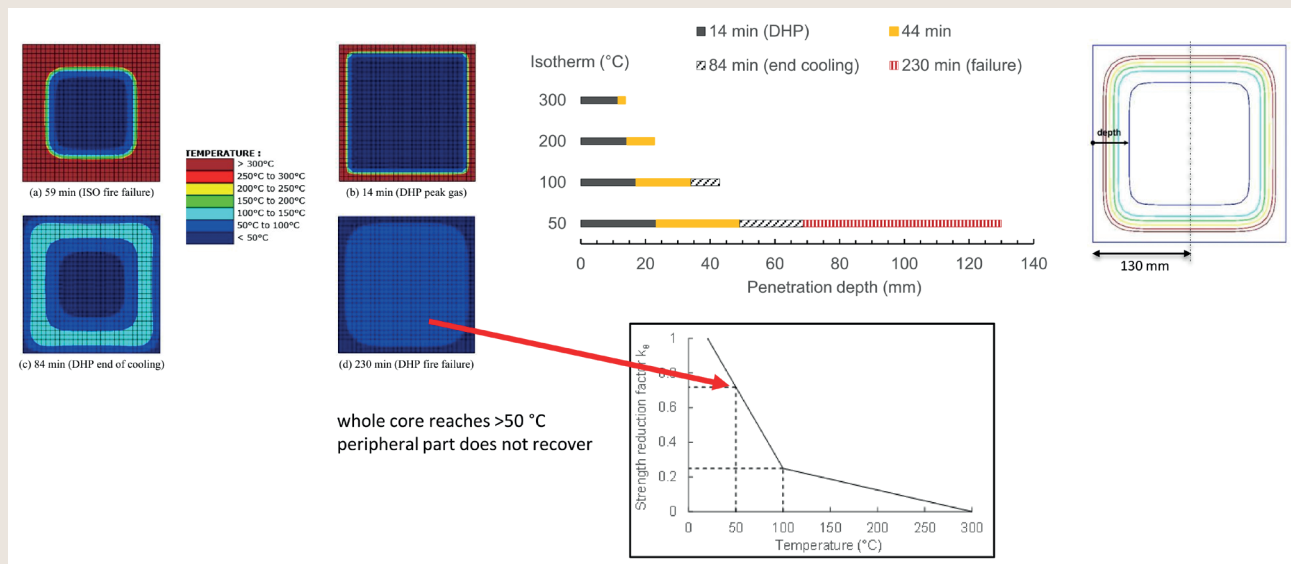 (a) 59 min (ISO fire failure)
TEMPERATURE :
> 300°C
250°C to 300°C
200°C to 250°C
150°C to 200°C
100°C to 150°C
50°C to 100°C
< 50°C
(b) 14 min (DHP peak gas)
(c) 84 min (DHP end of cooling)
(d) 230 min (DHP fire failure)
14 min (DHP)
44 min
84 min (end cooling)
230 min (failure)
Isotherm (°C)
300
200
100
50
0 20 40 60 80 100 120 140
Penetration depth (mm)
depth
130 mm
whole core reaches >50 °C
peripheral part does not recover
Strength reduction factor kθ
1
0.8
0.6
0.4
0.2
0
0 50 100 150 200 250 300
Temperature (°C)